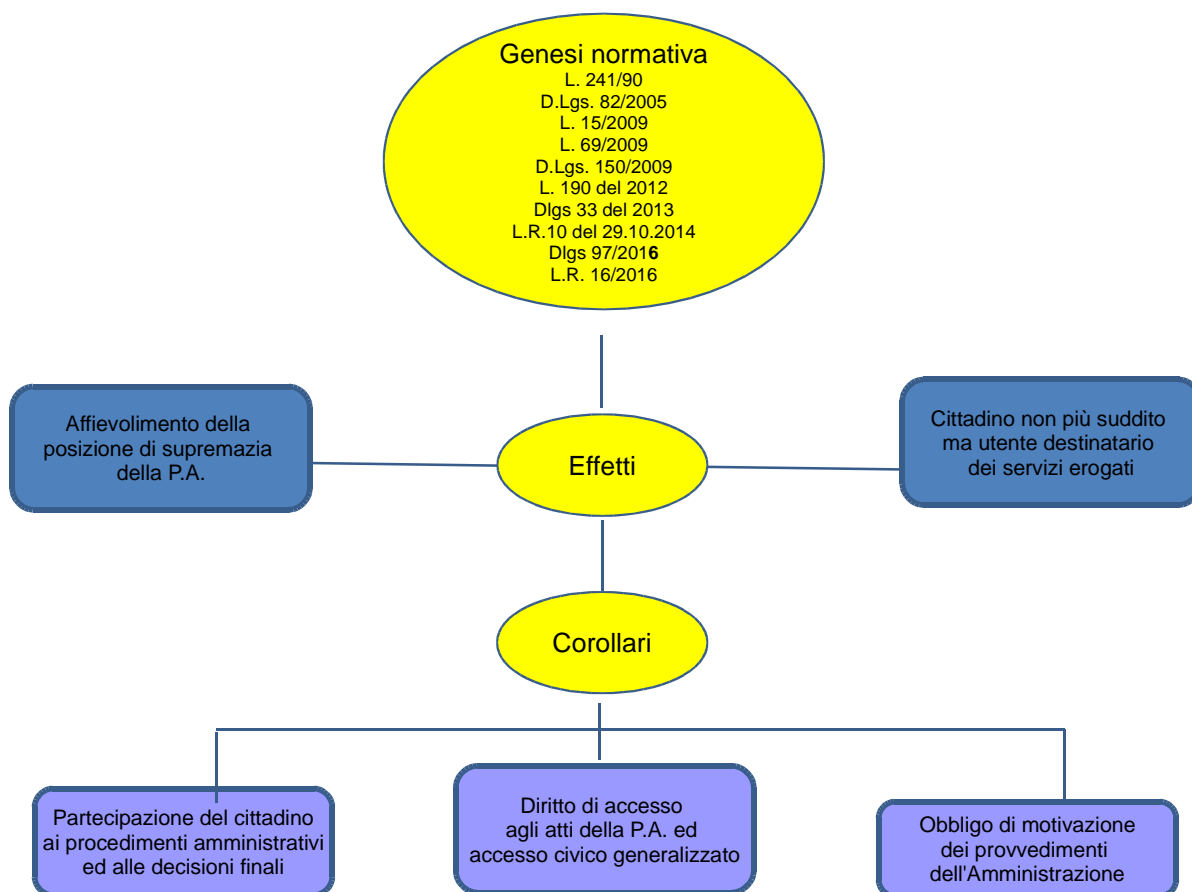 Genesi normativa
L. 241/90
D.Lgs. 82/2005
L. 15/2009
L. 69/2009
D.Lgs. 150/2009
L. 190 del 2012
Dlgs 33 del 2013
L.R.10 del 29.10.2014
Dlgs 97/2016
L.R. 16/2016
Affievolimento della
posizione di supremazia
della P.A.
Effetti
Cittadino non più suddito
ma utente destinatario
dei servizi erogati
Corollari
Partecipazione del cittadino
ai procedimenti amministrativi
ed alle decisioni finali
Diritto di accesso
agli atti della P.A. ed
accesso civico generalizzato
Obbligo di motivazione
dei provvedimenti
dell'Amministrazione